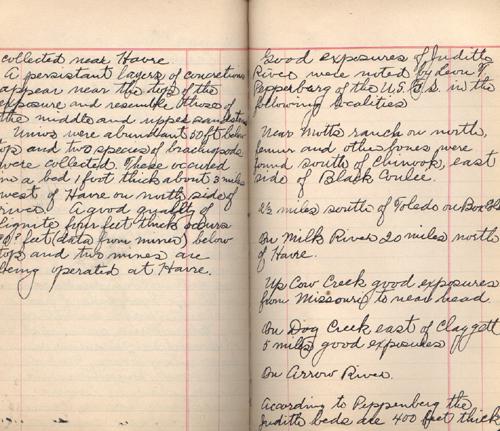 collected near Havre
A persistant layers of concretions
appear near the tops of the
exposure and resemble those of
the middle and upper sandstone
Unios were abundant 50 ft below
top and two species of brachyopods
were collected. These occured
in a bed 1 foot thick about 3 miles
west of Havre on north side of
river. A good quality of
lignite four feet thick occurs
feet (data from miner) below
top and two mines are
being operated at Havre.
Good exposures of Judith
River were noted by Leon J.
Pepperberg of the U.S.G.S. in the
following localities
Near Mott's ranch on north,
femur and other bones were
found south of Chinook, east
side of Black Coulee.
2½ miles south of Toledo on Box Elder
On Milk River 20 miles north
of Havre.
Up Cow Creek good exposures
from Missouri to near head
On Dog Creek east of Claggett
5 miles good exposures
On Arrow River.
According to Peppenberg the
Judith beds are 400 feet thick